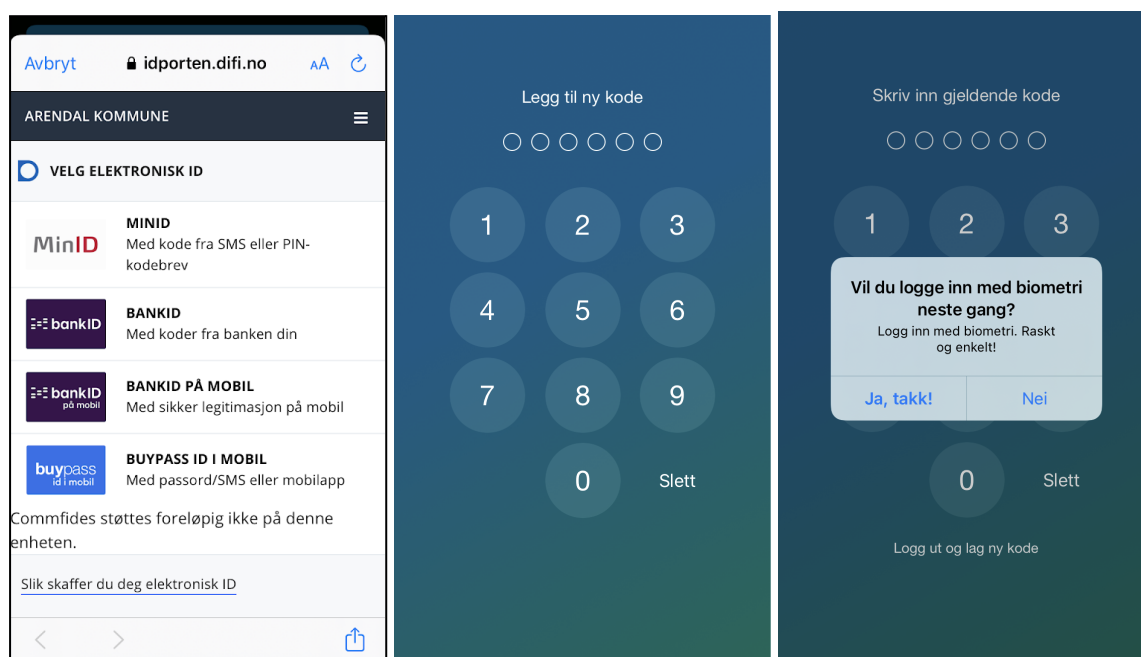 Avbryt
idporten.difi.no
AA
ARENDAL KOMMUNE
VELG ELEKTRONISK ID
MinID
MINID
Med kode fra SMS eller PIN-
kodebrev
bankID
BANKID
Med koder fra banken din
bankID
på mobil
BANKID PÅ MOBIL
Med sikker legitimasjon på mobil
buypass
id i mobil
BUYPASS ID I MOBIL
Med passord/SMS eller mobilapp
Commfides støttes foreløpig ikke på denne
enheten.
Slik skaffer du deg elektronisk ID
Legg til ny kode
1 2 3
4 5 6
7 8 9
0 Slett
Skriv inn gjeldende kode
1 2 3
Vil du logge inn med biometri
neste gang?
Logg inn med biometri. Raskt
og enkelt!
Ja, takk! Nei
0 Slett
Logg ut og lag ny kode